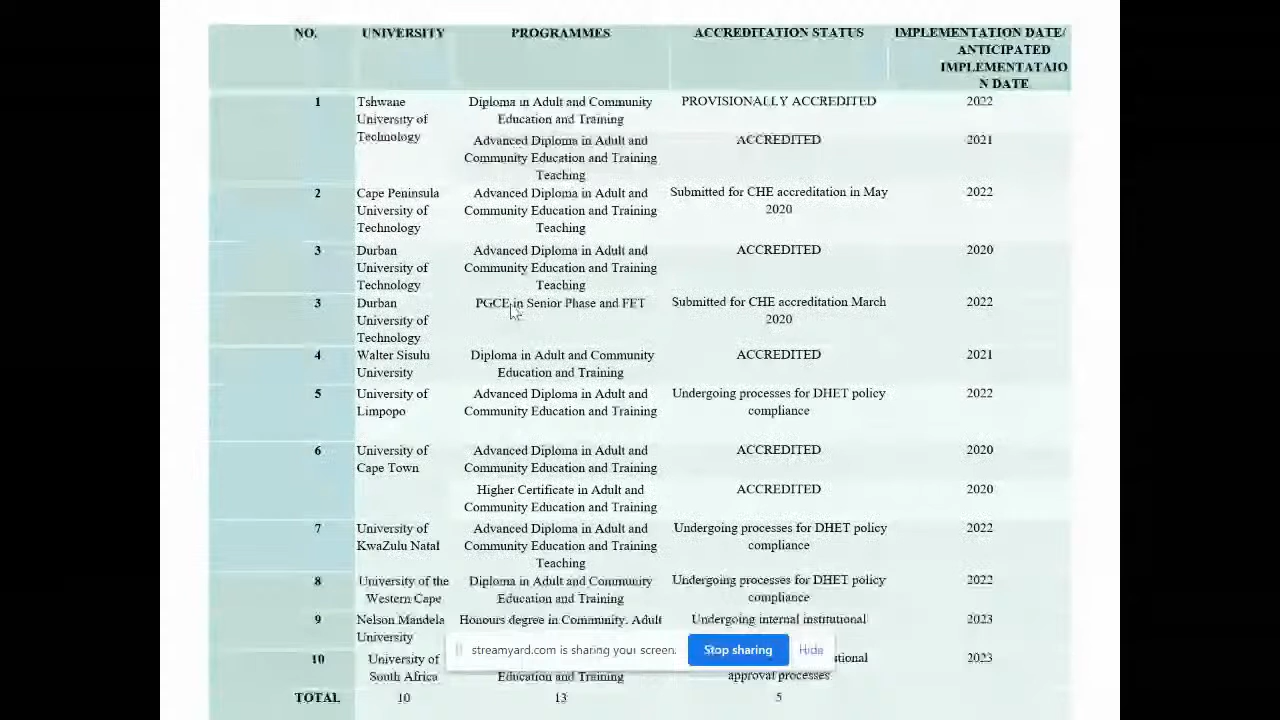 NO. UNIVERSITY PROGRAMMES ACCREDITATION STATUS IMPLEMENTATION DATE/
ANTICIPATED
IMPLEMENTATAIO
N DATE
1 Tshwane Diploma in Adult and Community PROVISIONALLY ACCREDITED 2022
University of Education and Training
Technology Advanced Diploma in Adult and ACCREDITED 2021
Community Education and Training
Teaching
2 Cape Peninsula Advanced Diploma in Adult and Submitted for CHE accreditation in May 2022
University of Community Education and Training 2020
Technology Teaching
3 Durban Advanced Diploma in Adult and ACCREDITED 2020
University of Community Education and Training
Technology Teaching
3 Durban PGCE in Senior Phase and FET Submitted for CHE accreditation March 2022
University of 2020
Technology
4 Walter Sisulu Diploma in Adult and Community ACCREDITED 2021
University Education and Training
5 University of Advanced Diploma in Adult and Undergoing processes for DHET policy 2022
Limpopo Community Education and Training compliance
6 University of Advanced Diploma in Adult and ACCREDITED 2020
Cape Town Community Education and Training
Higher Certificate in Adult and ACCREDITED 2020
Community Education and Training
7 University of Advanced Diploma in Adult and Undergoing processes for DHET policy 2022
KwaZulu Natal Community Education and Training compliance
Teaching
8 University of the Diploma in Adult and Community Undergoing processes for DHET policy 2022
Western Cape Education and Training compliance
9 Nelson Mandela Honours degree in Community, Adult Undergoing internal institutional 2023
University
streamyard.com is sharing your screen. Stop sharing Hide
10 University of 2023
South Africa Education and Training approval processes
TOTAL 10 13 5